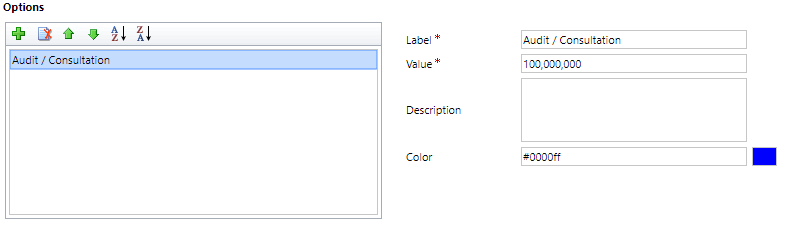 Options
A
Z
Z
A
Audit / Consultation
Label *
Audit / Consultation
Value *
100,000,000
Description
Color
#0000ff